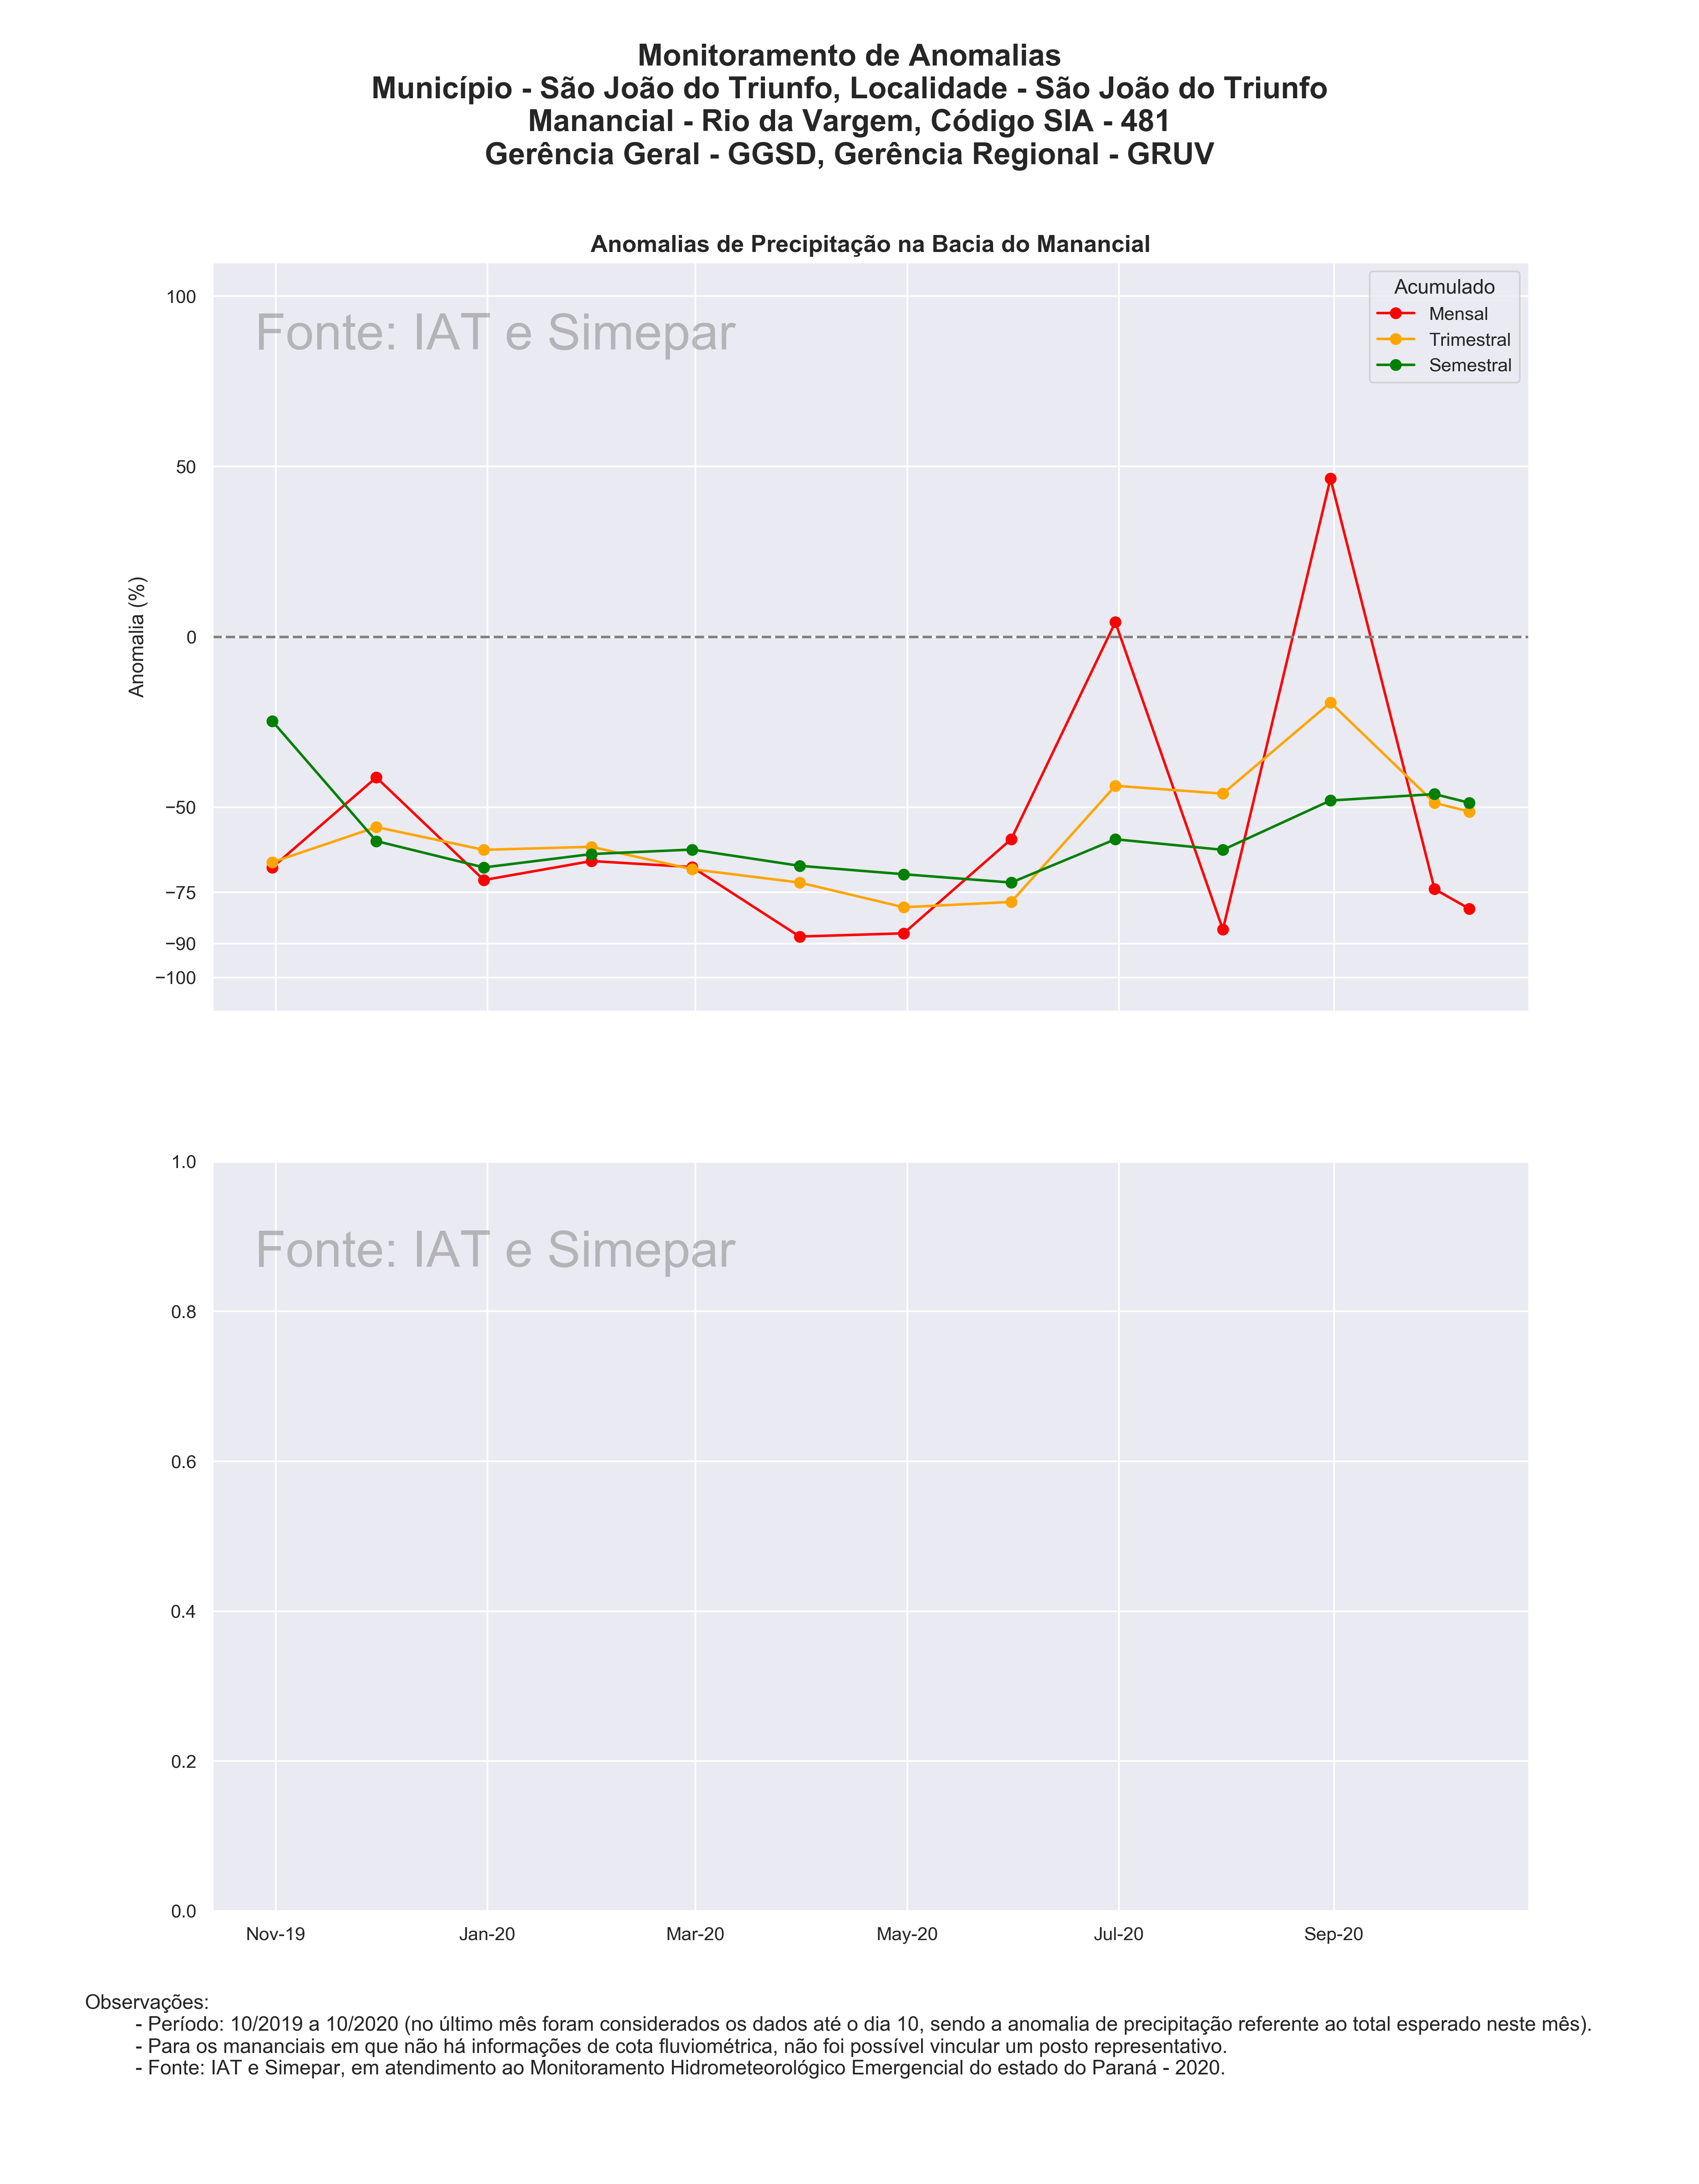 Monitoramento de Anomalias
Município - São João do Triunfo, Localidade - São João do Triunfo
Manancial - Rio da Vargem, Código SIA - 481
Gerência Geral - GGSD, Gerência Regional - GRUV
Anomalias de Precipitação na Bacia do Manancial
Fonte: IAT e Simepar
Acumulado
Mensal
Trimestral
Semestral
Anomalia (%)
100
50
0
−50
−75
−90
−100
Fonte: IAT e Simepar
1.0
0.8
0.6
0.4
0.2
0.0
Nov-19 Jan-20 Mar-20 May-20 Jul-20 Sep-20
Observações:
- Período: 10/2019 a 10/2020 (no último mês foram considerados os dados até o dia 10, sendo a anomalia de precipitação referente ao total esperado neste mês).
- Para os mananciais em que não há informações de cota fluviométrica, não foi possível vincular um posto representativo.
- Fonte: IAT e Simepar, em atendimento ao Monitoramento Hidrometeorológico Emergencial do estado do Paraná - 2020.